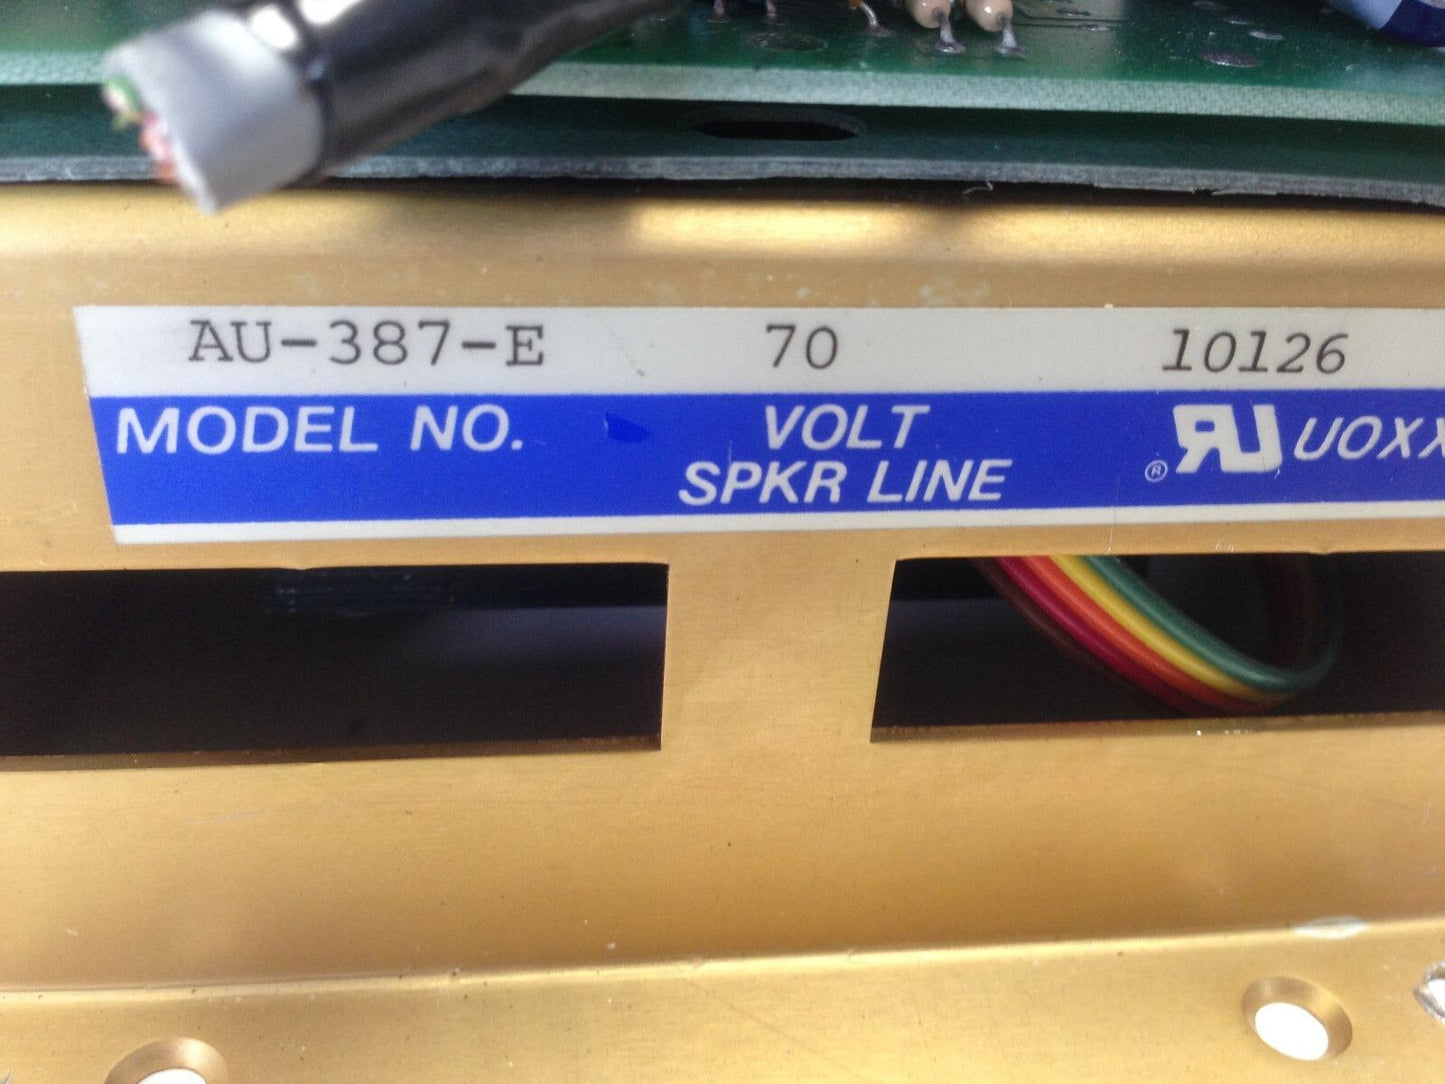 AU-387-E 70 10126
MODEL NO. VOLT ® UOXX
SPKR LINE